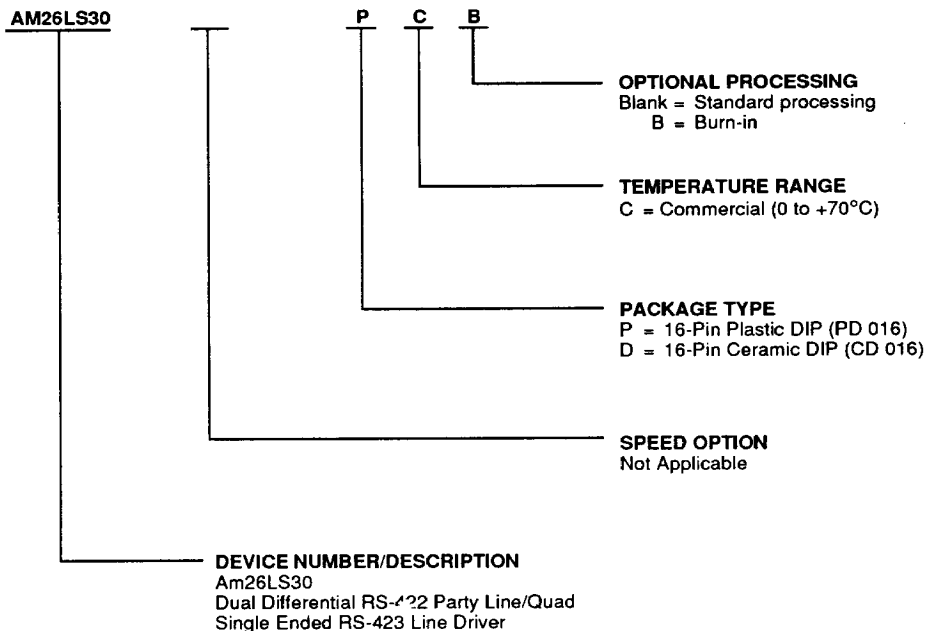 AM26LS30 P C B
OPTIONAL PROCESSING
Blank = Standard processing
B = Burn-in
TEMPERATURE RANGE
C = Commercial (0 to +70°C)
PACKAGE TYPE
P = 16-Pin Plastic DIP (PD 016)
D = 16-Pin Ceramic DIP (CD 016)
SPEED OPTION
Not Applicable
DEVICE NUMBER/DESCRIPTION
Am26LS30
Dual Differential RS-422 Party Line/Quad
Single Ended RS-423 Line Driver